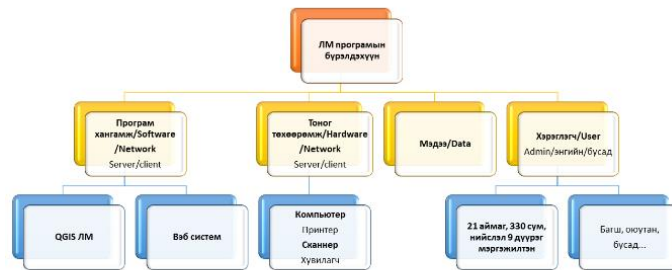 ЛМ програмын
бүрэлдэхүүн
Програм
хангамж/Software
/Network
Server/client
Тоног
төхөөрөмж/Hardware
/Network
Server/client
Мэдээ/Data
Хэрэглэгч/User
Admin/энгийн/бусад
QGIS ЛМ
Вэб систем
Компьютер
Принтер
Сканнер
Хувилагч
21 аймаг, 330 сум,
нийслэл 9 дүүрэг
мэргэжилтэн
Багш, оюутан,
бусад...